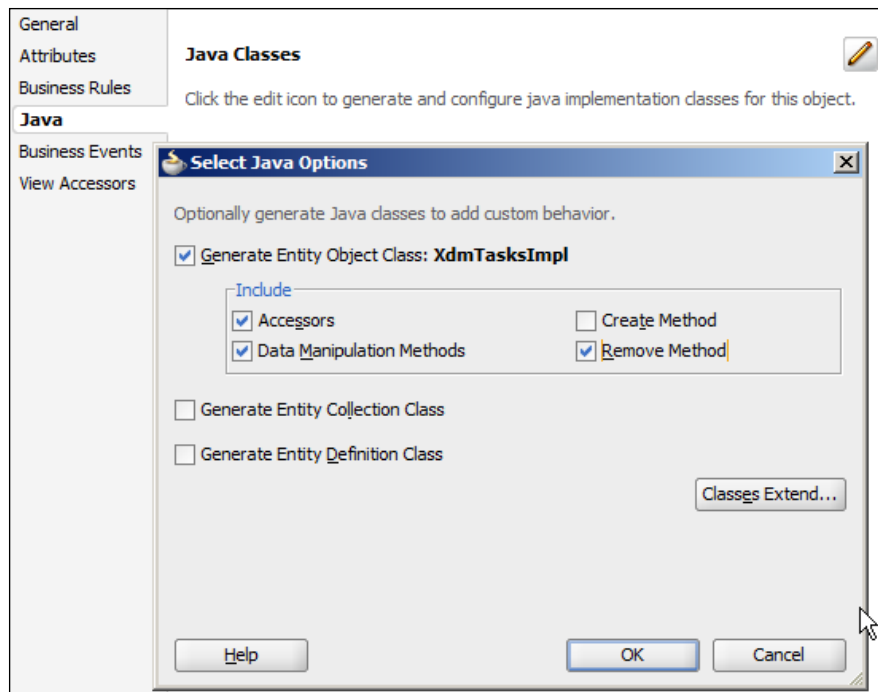 General
Attributes
Business Rules
Java
Business Events
View Accessors
Java Classes
Click the edit icon to generate and configure java implementation classes for this object.
Select Java Options
Optionally generate Java classes to add custom behavior.
Generate Entity Object Class: XdmTasksImpl
Include
Accessors
Create Method
Data Manipulation Methods
Remove Method
Generate Entity Collection Class
Generate Entity Definition Class
Classes Extend...
Help
OK
Cancel